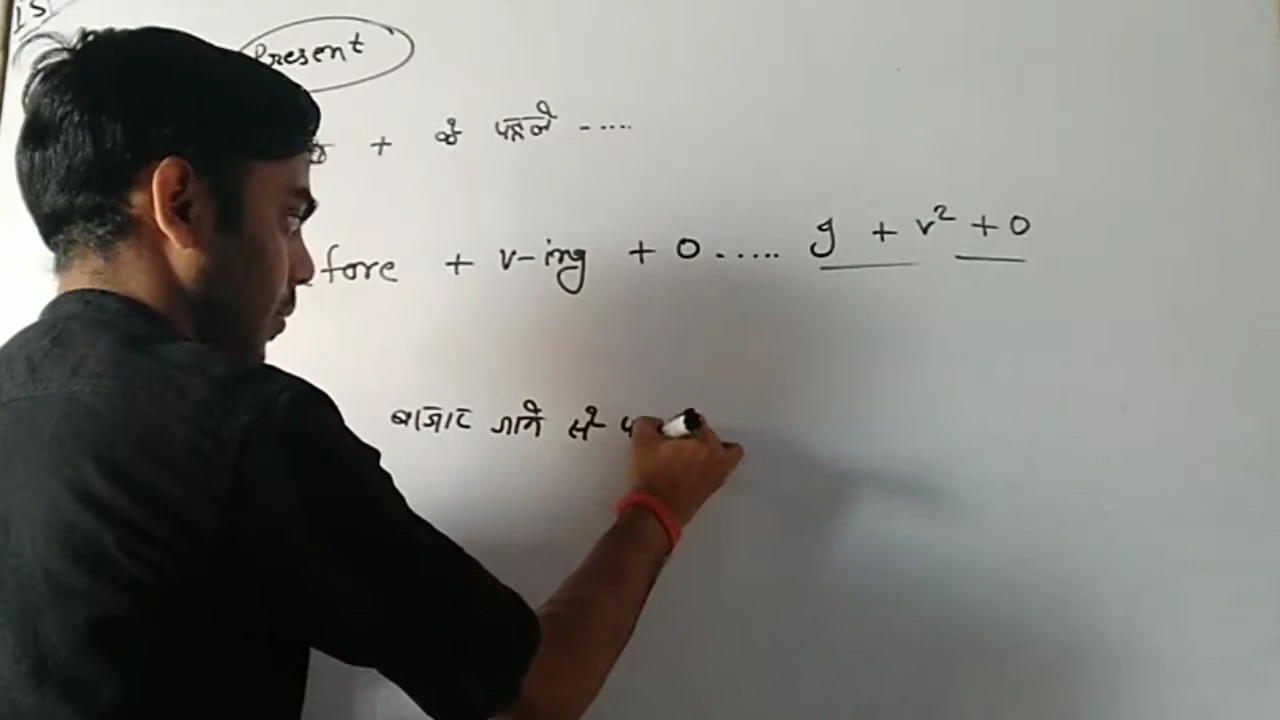 Present
+ के पहले .....
fore + v-ing + o ..... g + v² + o
बाजार जाने से प